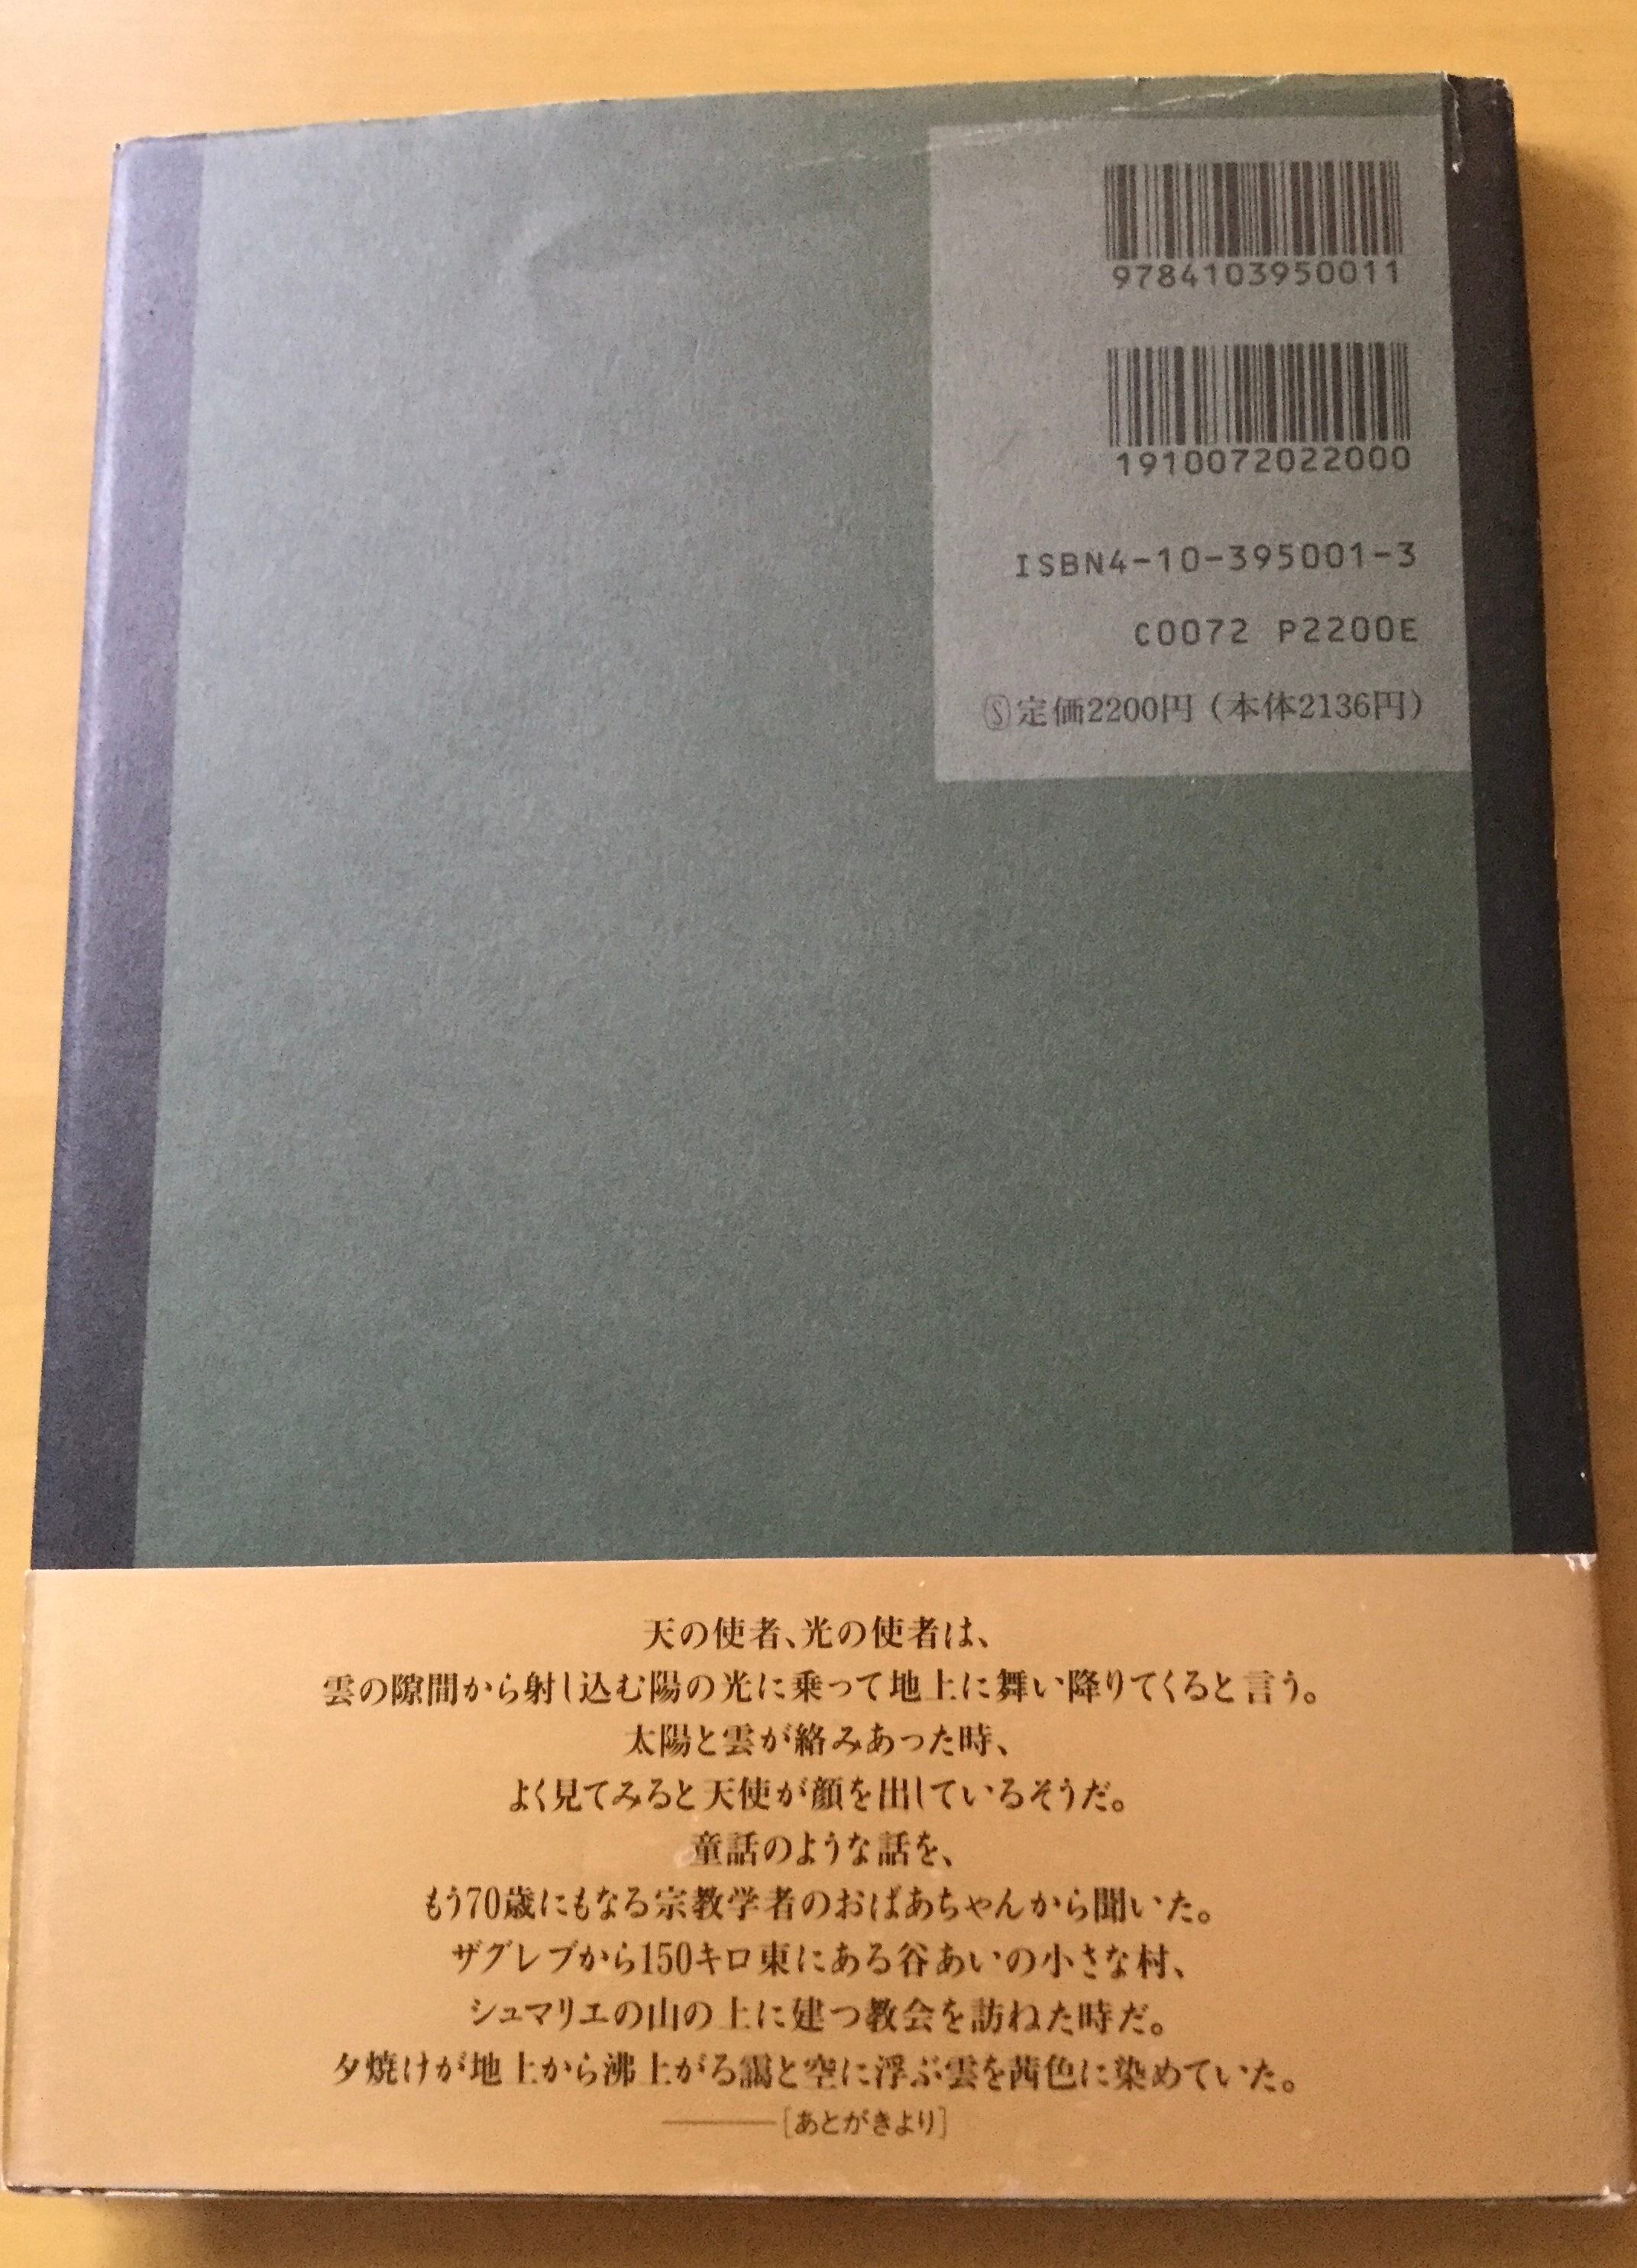 9784103950011
1910072022000
ISBN4-10-395001-3
C0072 P2200E
Ⓢ定価2200円（本体2136円）
天の使者、光の使者は、
雲の隙間から射し込む陽の光に乗って地上に舞い降りてくると言う。
太陽と雲が絡みあった時、
よく見てみると天使が顔を出しているそうだ。
童話のような話を、
もう70歳にもなる宗教学者のおばあちゃんから聞いた。
ザグレブから150キロ東にある谷あいの小さな村、
シュマリエの山の上に建つ教会を訪ねた時だ。
夕焼けが地上から沸上がる靄と空に浮ぶ雲を茜色に染めていた。
———［あとがきより］